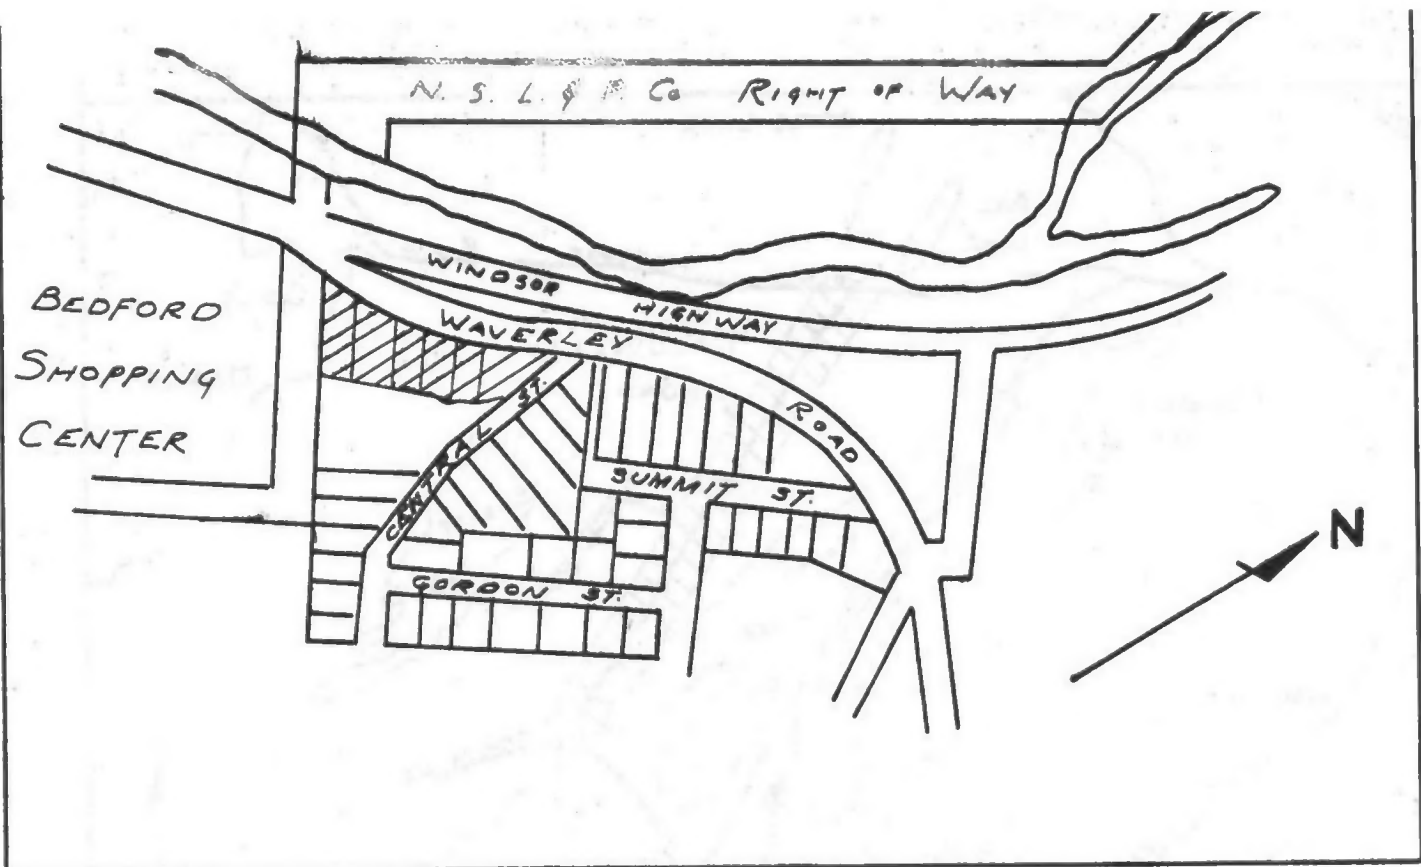 N. S. L. & P. Co RIGHT OF WAY
WINDSOR HIGHWAY
WAVERLEY ROAD
BEDFORD
SHOPPING
CENTER
CENTRAL ST.
SUMMIT ST.
GORDON ST.
N